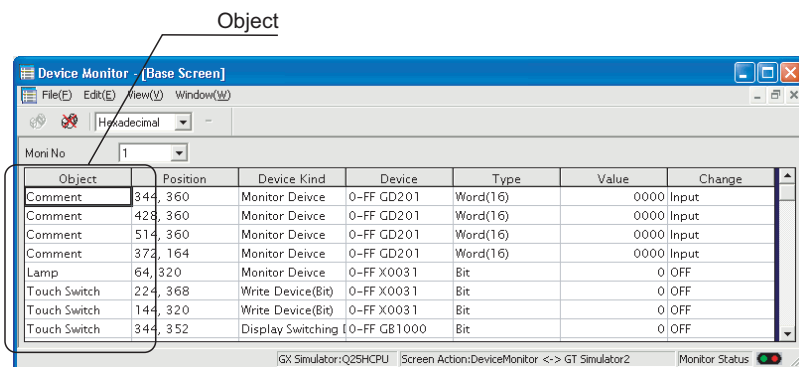 Object
Device Monitor - [Base Screen]
File(F) Edit(E) View(V) Window(W)
Hexadecimal
Moni No 1
Object Position Device Kind Device Type Value Change
Comment 344, 360 Monitor Deivce 0-FF GD201 Word(16) 0000 Input
Comment 428, 360 Monitor Deivce 0-FF GD201 Word(16) 0000 Input
Comment 514, 360 Monitor Deivce 0-FF GD201 Word(16) 0000 Input
Comment 372, 164 Monitor Deivce 0-FF GD201 Word(16) 0000 Input
Lamp 64, 320 Monitor Deivce 0-FF X0031 Bit 0 OFF
Touch Switch 224, 368 Write Device(Bit) 0-FF X0031 Bit 0 OFF
Touch Switch 144, 320 Write Device(Bit) 0-FF X0031 Bit 0 OFF
Touch Switch 344, 352 Display Switching [ 0-FF GB1000 Bit 0 OFF
GX Simulator:Q25HCPU Screen Action:DeviceMonitor <-> GT Simulator2 Monitor Status